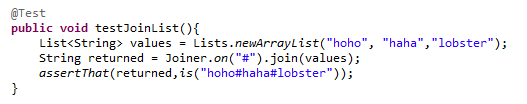 @Test
public void testJoinList(){
    List<String> values = Lists.newArrayList("hoho", "haha","lobster");
    String returned = Joiner.on("#").join(values);
    assertThat(returned,is("hoho#haha#lobster"));
}